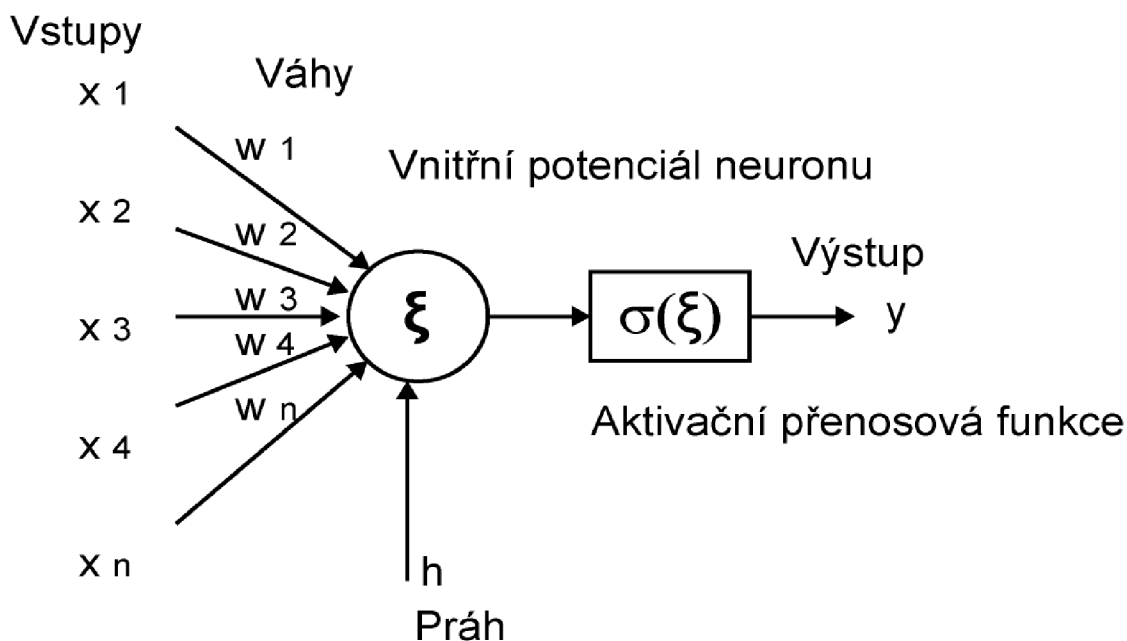 Vstupy
Váhy
x 1
w 1
Vnitřní potenciál neuronu
x 2
w 2
Výstup
w 3
x 3
ξ
σ(ξ)
y
w 4
w n
Aktivační přenosová funkce
x 4
x n
h
Práh